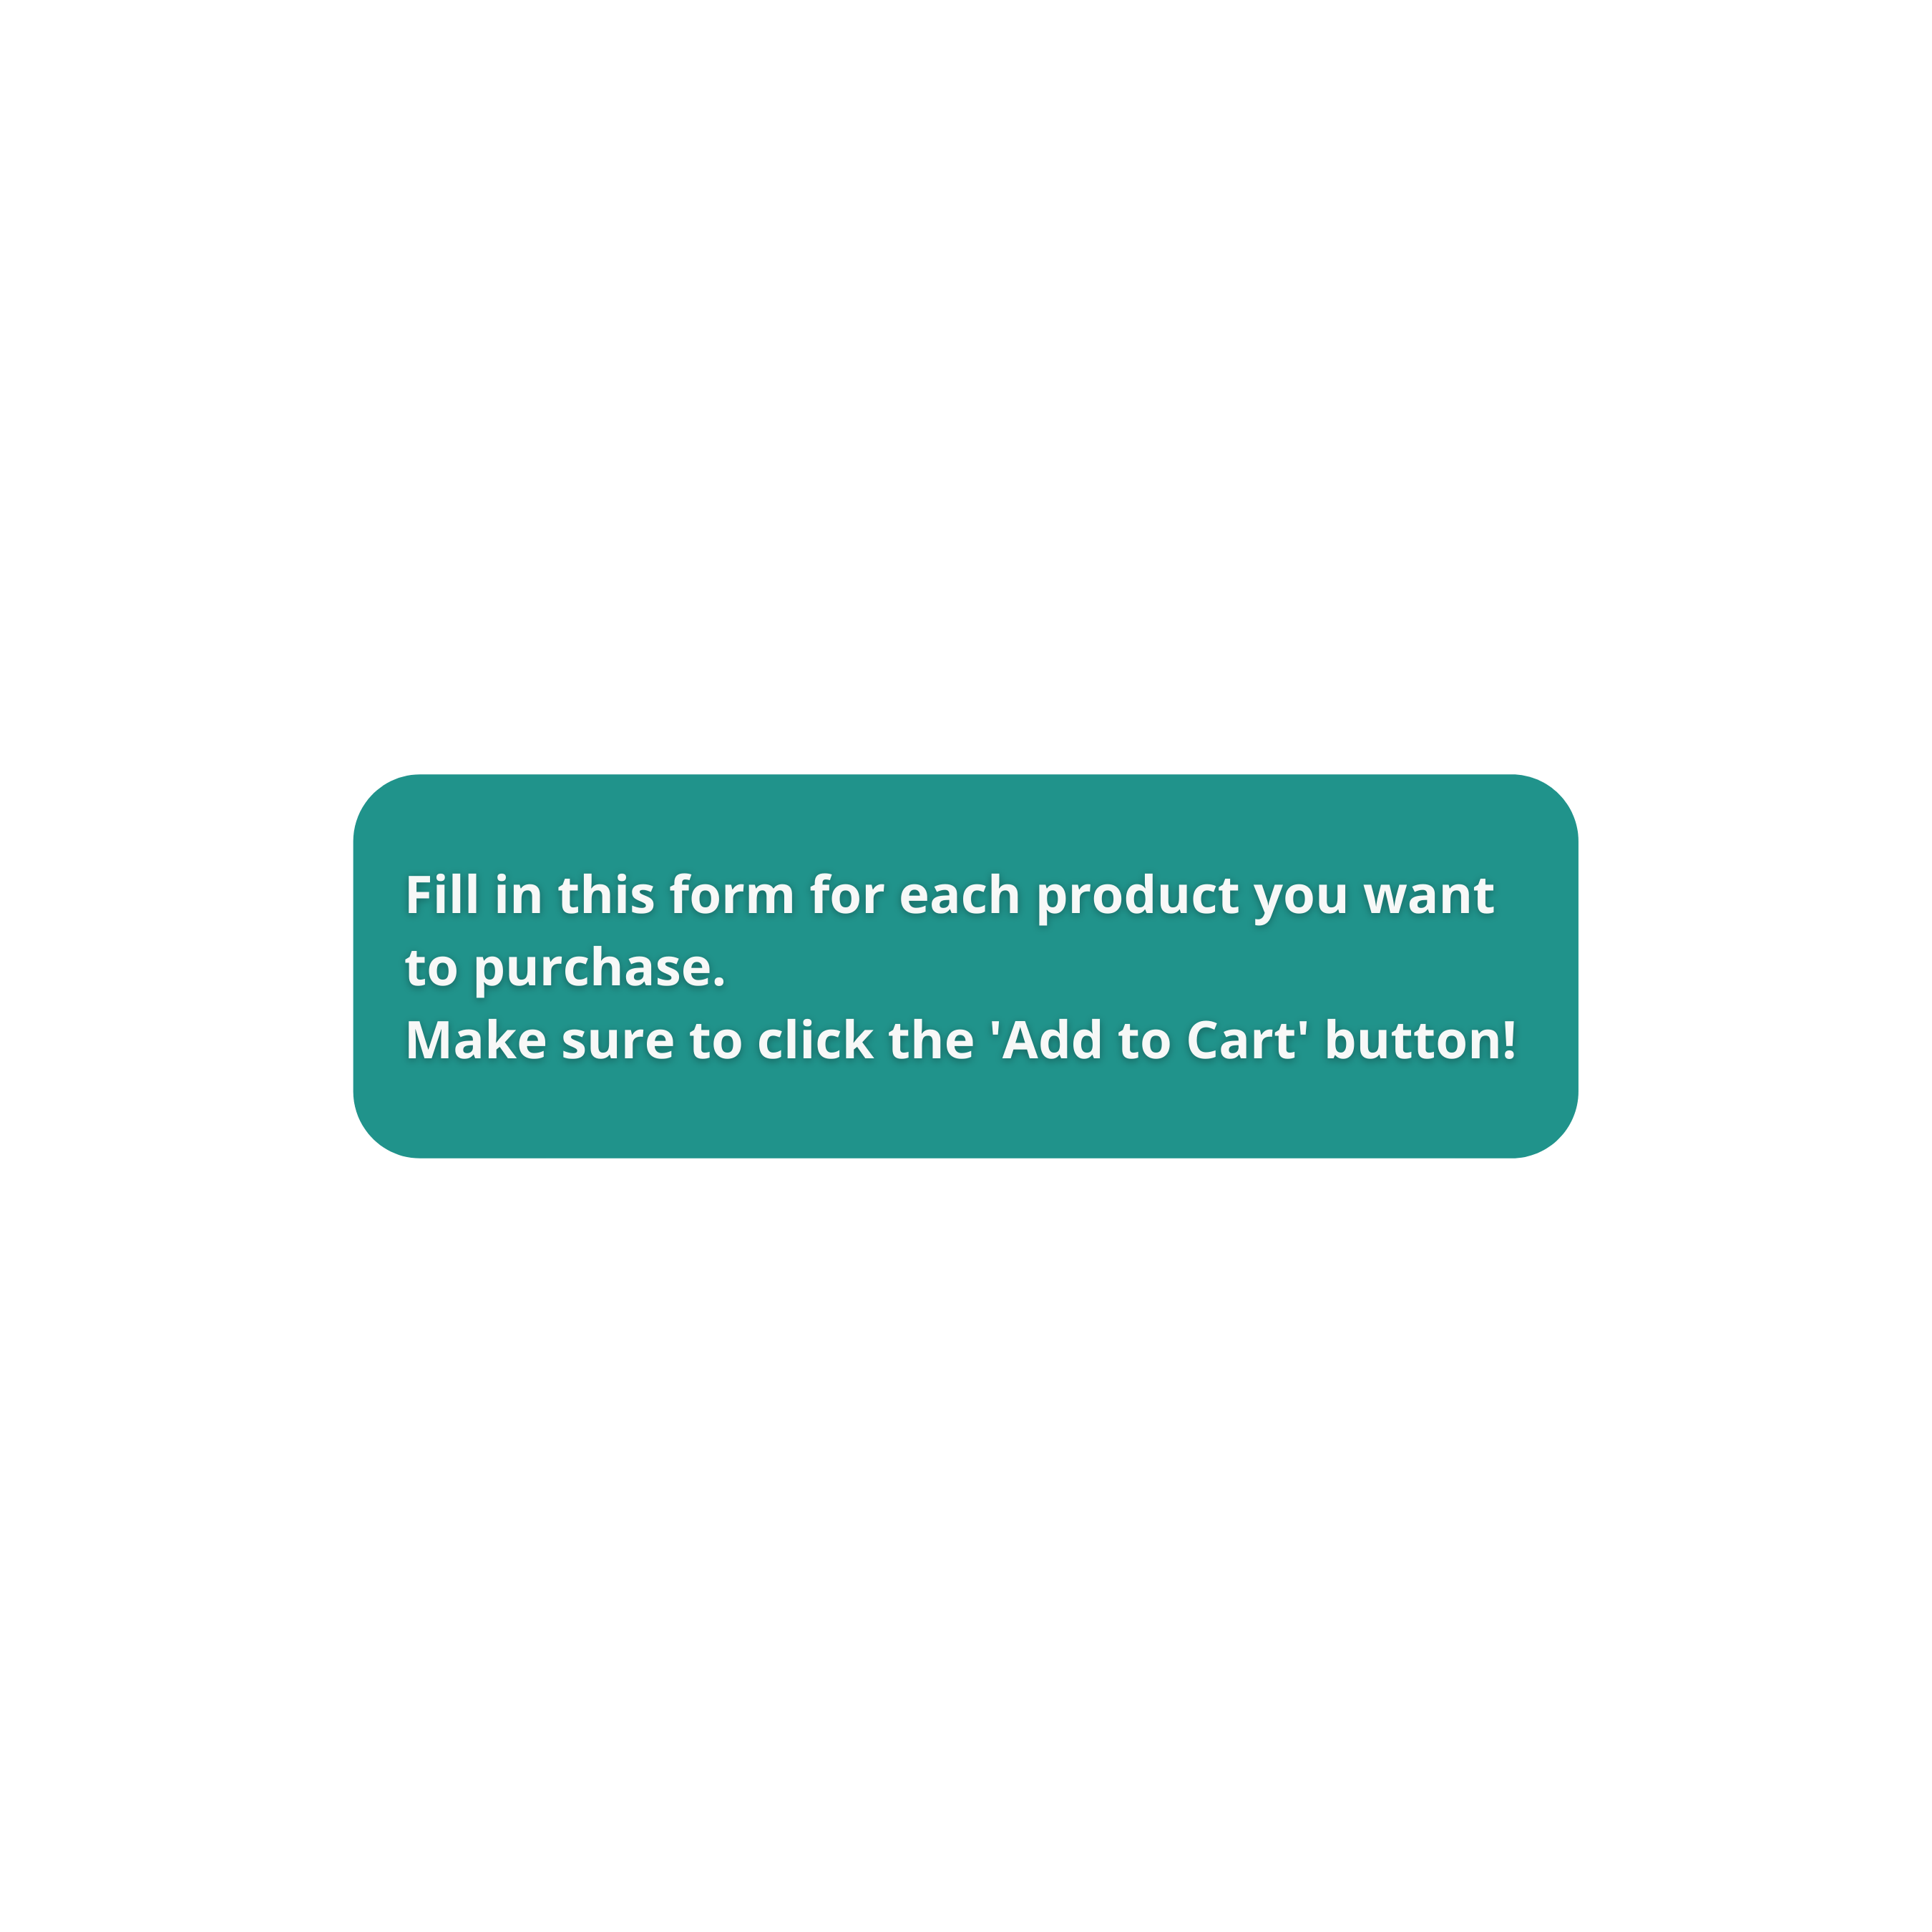 Fill in this form for each product you want
to purchase.
Make sure to click the 'Add to Cart' button!